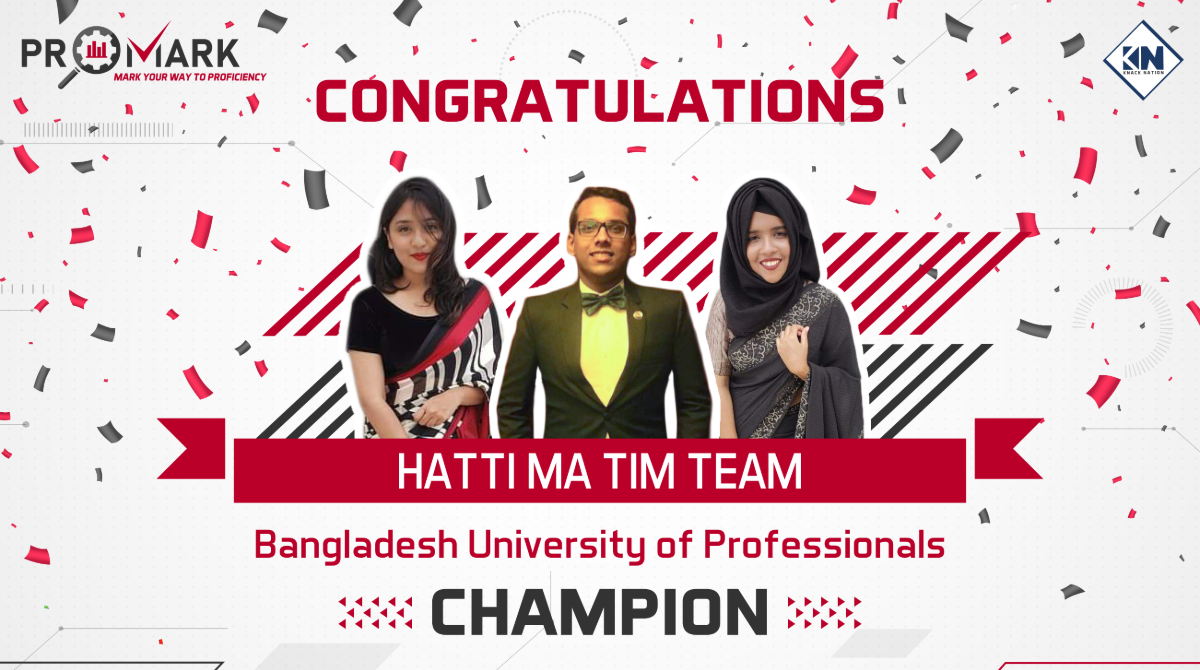 PROMARK
MARK YOUR WAY TO PROFICIENCY
KN
KNACK NATION
CONGRATULATIONS
HATTI MA TIM TEAM
Bangladesh University of Professionals
CHAMPION